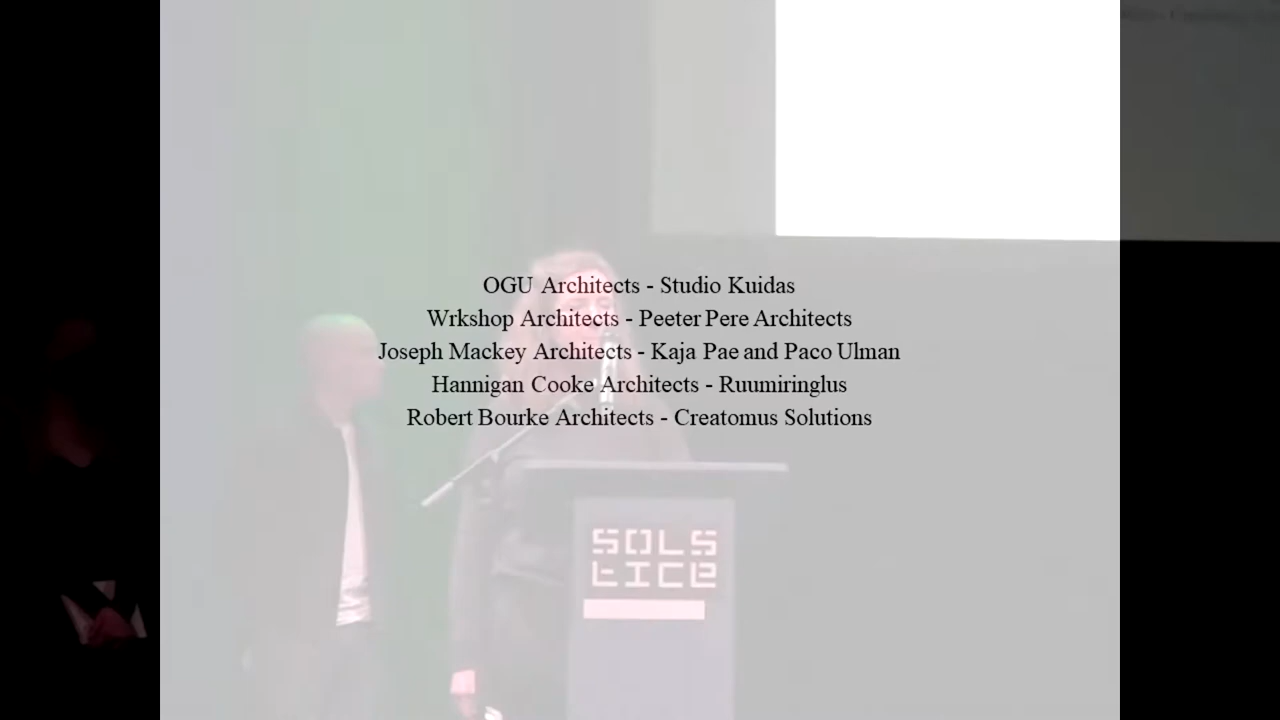 OGU Architects - Studio Kuidas
Wrkshop Architects - Peeter Pere Architects
Joseph Mackey Architects - Kaja Pae and Paco Ulman
Hannigan Cooke Architects - Ruumiringlus
Robert Bourke Architects - Creatomus Solutions
SOLS
tICe